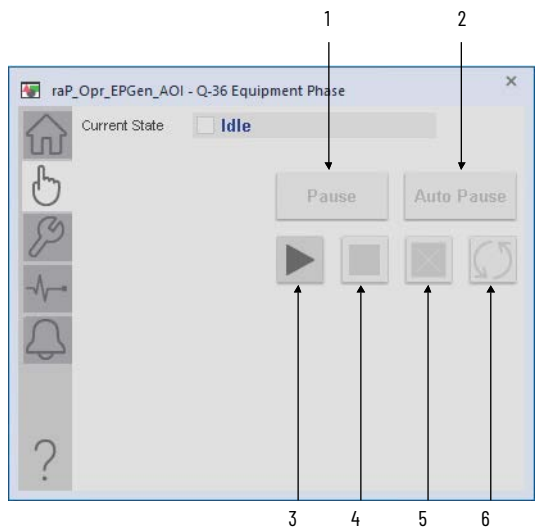 1 2
raP_Opr_EPGen_AOI - Q-36 Equipment Phase
Current State Idle
Pause Auto Pause
?
3 4 5 6